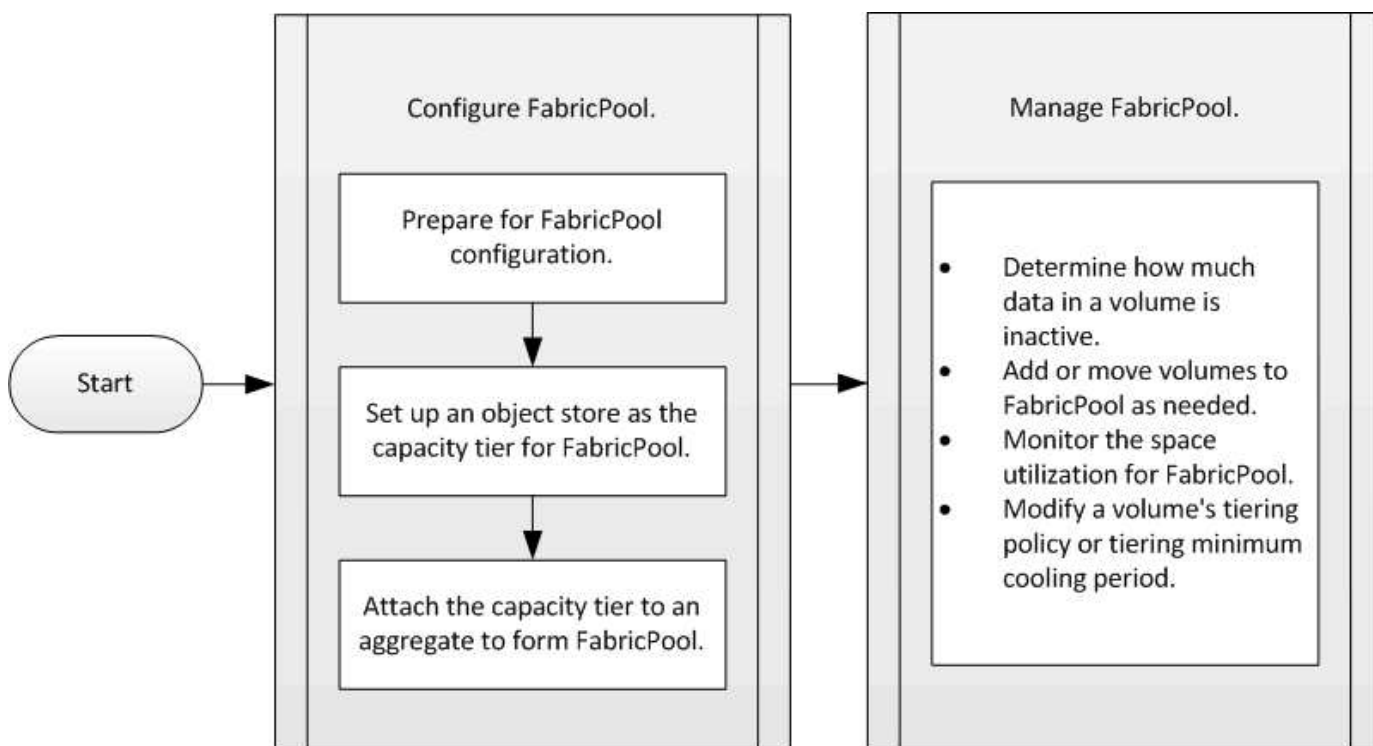 Start
Configure FabricPool.
Prepare for FabricPool
configuration.
Set up an object store as the
capacity tier for FabricPool.
Attach the capacity tier to an
aggregate to form FabricPool.
Manage FabricPool.
• Determine how much
data in a volume is
inactive.
• Add or move volumes to
FabricPool as needed.
• Monitor the space
utilization for FabricPool.
• Modify a volume's tiering
policy or tiering minimum
cooling period.